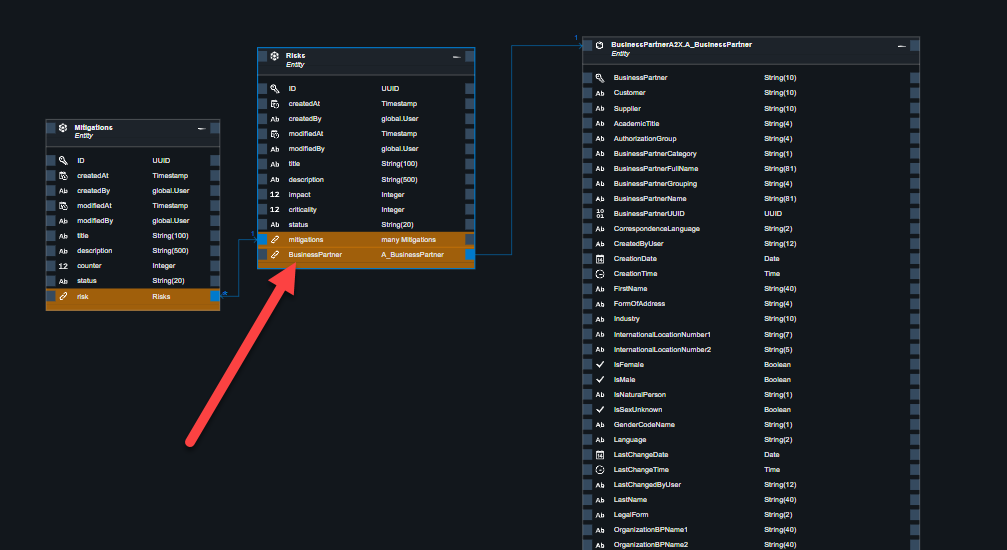 Mitigations
Entity
ID UUID
createdAt Timestamp
createdBy global.User
modifiedAt Timestamp
modifiedBy global.User
title String(100)
description String(500)
12 counter Integer
status String(20)
risk Risks
Risks
Entity
ID UUID
createdAt Timestamp
Ab createdBy global.User
modifiedAt Timestamp
Ab modifiedBy global.User
Ab title String(100)
Ab description String(500)
12 impact Integer
12 criticality Integer
Ab status String(20)
mitigations many Mitigations
BusinessPartner A_BusinessPartner
1
1
BusinessPartnerA2X.A_BusinessPartner
Entity
BusinessPartner String(10)
Ab Customer String(10)
Ab Supplier String(10)
Ab AcademicTitle String(4)
Ab AuthorizationGroup String(4)
Ab BusinessPartnerCategory String(1)
Ab BusinessPartnerFullName String(81)
Ab BusinessPartnerGrouping String(4)
Ab BusinessPartnerName String(81)
BusinessPartnerUUID UUID
Ab CorrespondenceLanguage String(2)
Ab CreatedByUser String(12)
CreationDate Date
CreationTime Time
Ab FirstName String(40)
Ab FormOfAddress String(4)
Ab Industry String(10)
Ab InternationalLocationNumber1 String(7)
Ab InternationalLocationNumber2 String(5)
IsFemale Boolean
IsMale Boolean
Ab IsNaturalPerson String(1)
IsSexUnknown Boolean
Ab GenderCodeName String(1)
Ab Language String(2)
LastChangeDate Date
LastChangeTime Time
Ab LastChangedByUser String(12)
Ab LastName String(40)
Ab LegalForm String(2)
Ab OrganizationBPName1 String(40)
Ab OrganizationBPName2 String(40)